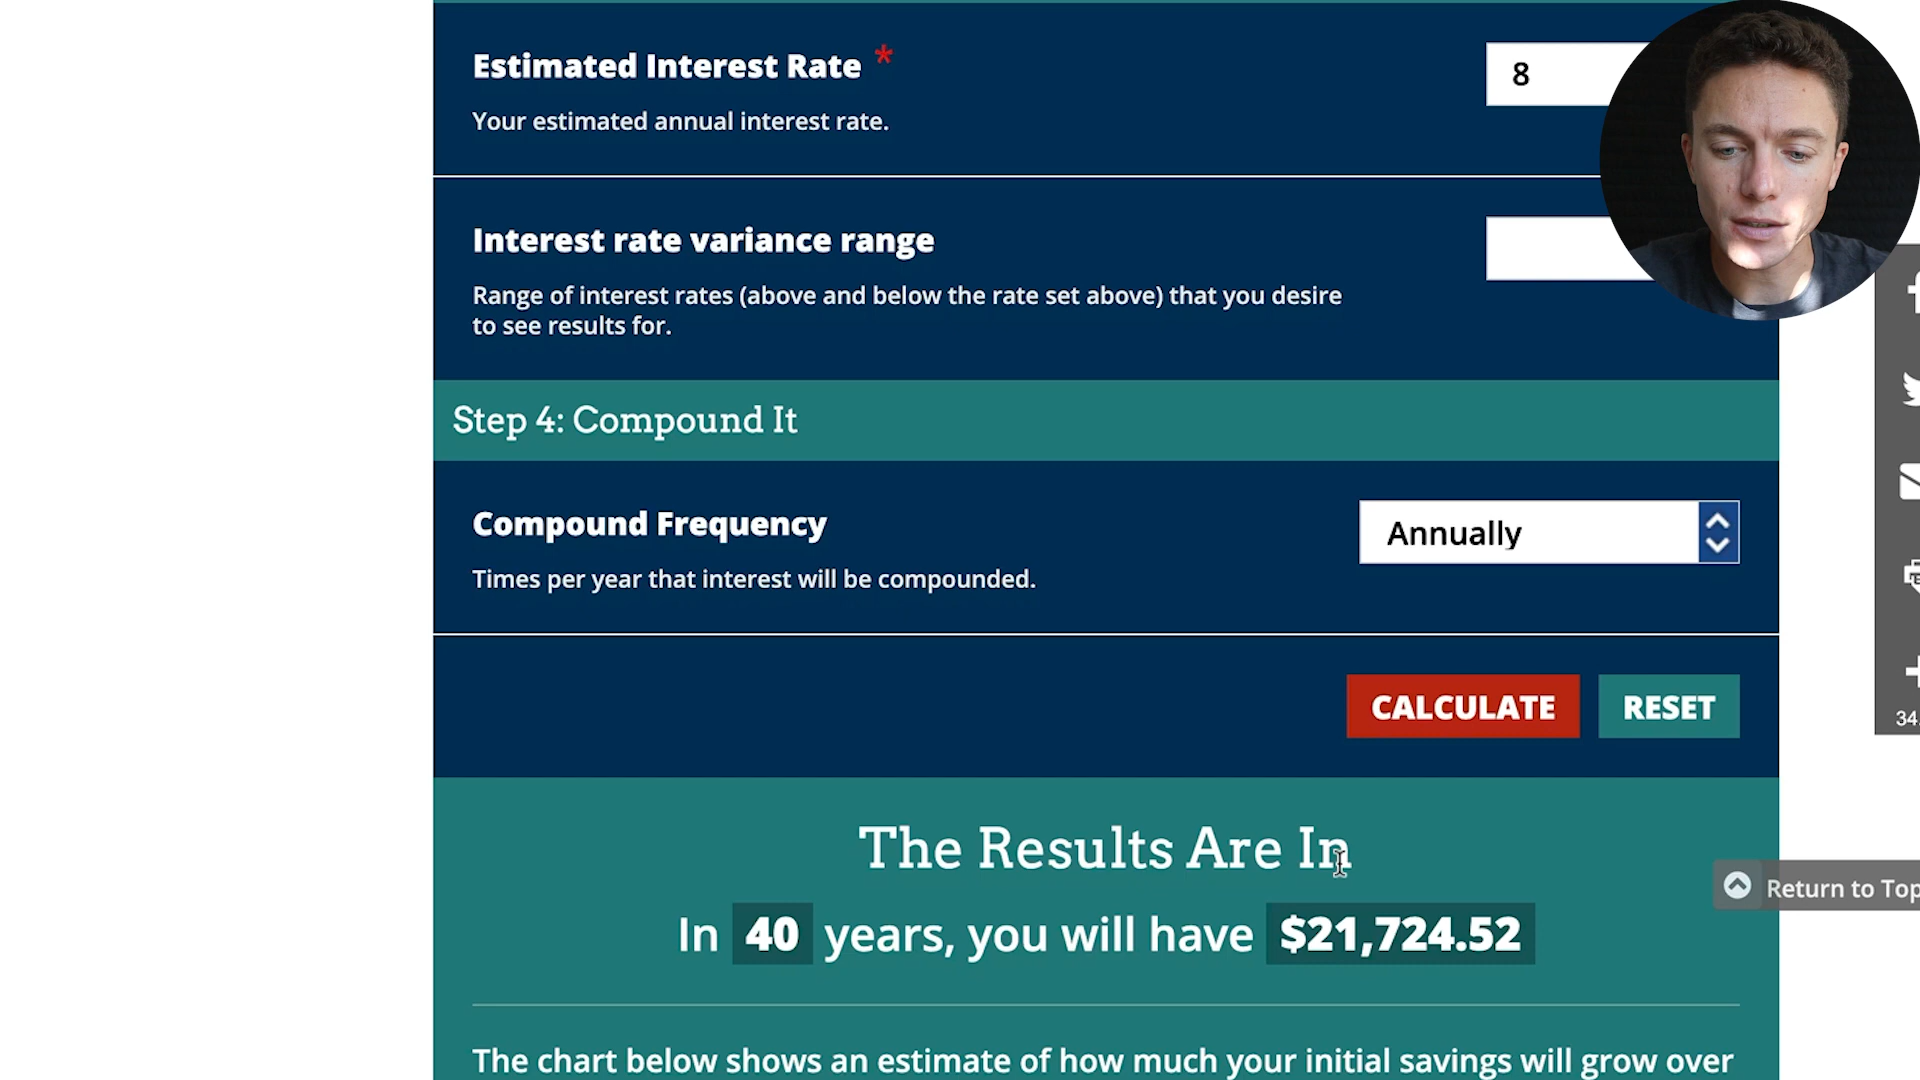 Estimated Interest Rate *
8
Your estimated annual interest rate.
Interest rate variance range
Range of interest rates (above and below the rate set above) that you desire
to see results for.
Step 4: Compound It
Compound Frequency
Annually
Times per year that interest will be compounded.
CALCULATE
RESET
34.
The Results Are In
Return to Top
In 40 years, you will have $21,724.52
The chart below shows an estimate of how much your initial savings will grow over